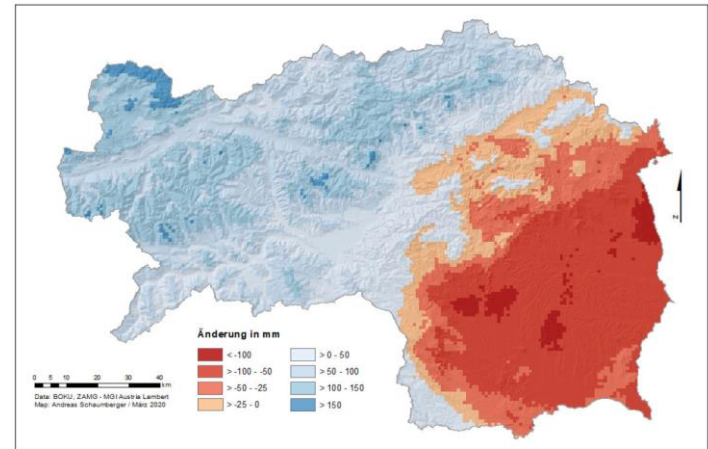 N
Änderung in mm
< -100
> -100 - -50
> -50 - -25
> -25 - 0
> 0 - 50
> 50 - 100
> 100 - 150
> 150
0 5 10 20 30 40
km
Data: BOKU, ZAMG - MGI Austria Lambert
Map: Andreas Schaumberger / März 2020